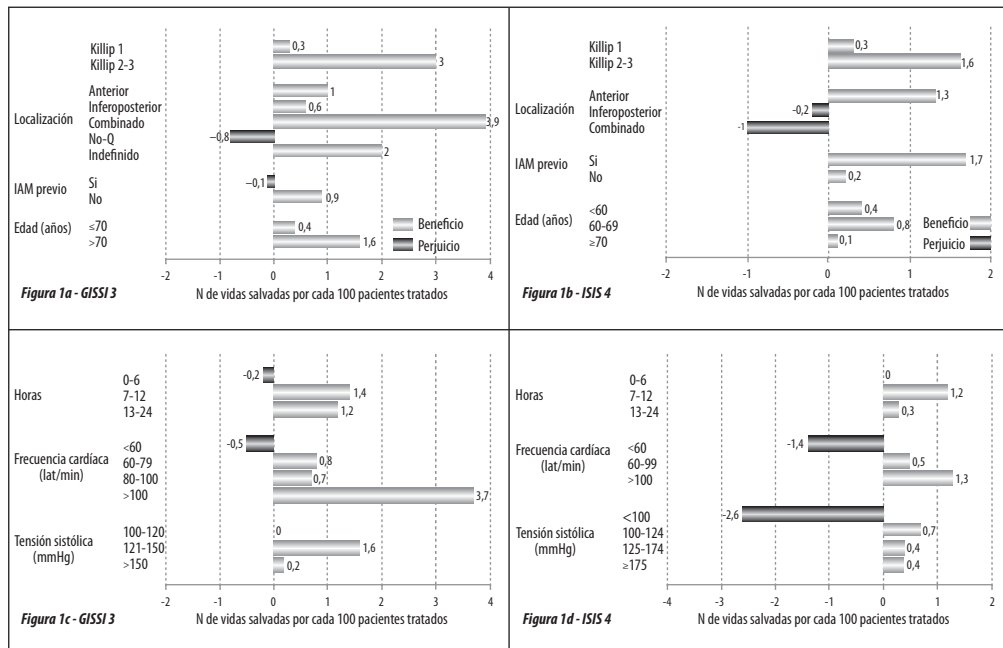 Killip 1 0,3
Killip 2-3 3
Localización
Anterior 1
Inferoposterior 0,6
Combinado 3,9
No-Q −0,8
Indefinido 2
IAM previo
Si −0,1
No 0,9
Edad (años)
≤70 0,4
>70 1,6
Beneficio
Perjuicio
-2 -1 0 1 2 3 4
Figura 1a - GISSI 3
N de vidas salvadas por cada 100 pacientes tratados
Killip 1 0,3
Killip 2-3 1,6
Localización
Anterior 1,3
Inferoposterior -0,2
Combinado -1
IAM previo
Si 1,7
No 0,2
Edad (años)
<60 0,4
60-69 0,8
≥70 0,1
Beneficio
Perjuicio
-2 -1 0 1 2
Figura 1b - ISIS 4
N de vidas salvadas por cada 100 pacientes tratados
Horas
0-6 -0,2
7-12 1,4
13-24 1,2
Frecuencia cardíaca
(lat/min)
<60 -0,5
60-79 0,8
80-100 0,7
>100 3,7
Tensión sistólica
(mmHg)
100-120 0
121-150 1,6
>150 0,2
-2 -1 0 1 2 3 4
Figura 1c - GISSI 3
N de vidas salvadas por cada 100 pacientes tratados
Horas
0-6 0
7-12 1,2
13-24 0,3
Frecuencia cardíaca
(lat/min)
<60 -1,4
60-99 0,5
>100 1,3
Tensión sistólica
(mmHg)
<100 -2,6
100-124 0,7
125-174 0,4
≥175 0,4
-4 -3 -2 -1 0 1 2
Figura 1d - ISIS 4
N de vidas salvadas por cada 100 pacientes tratados